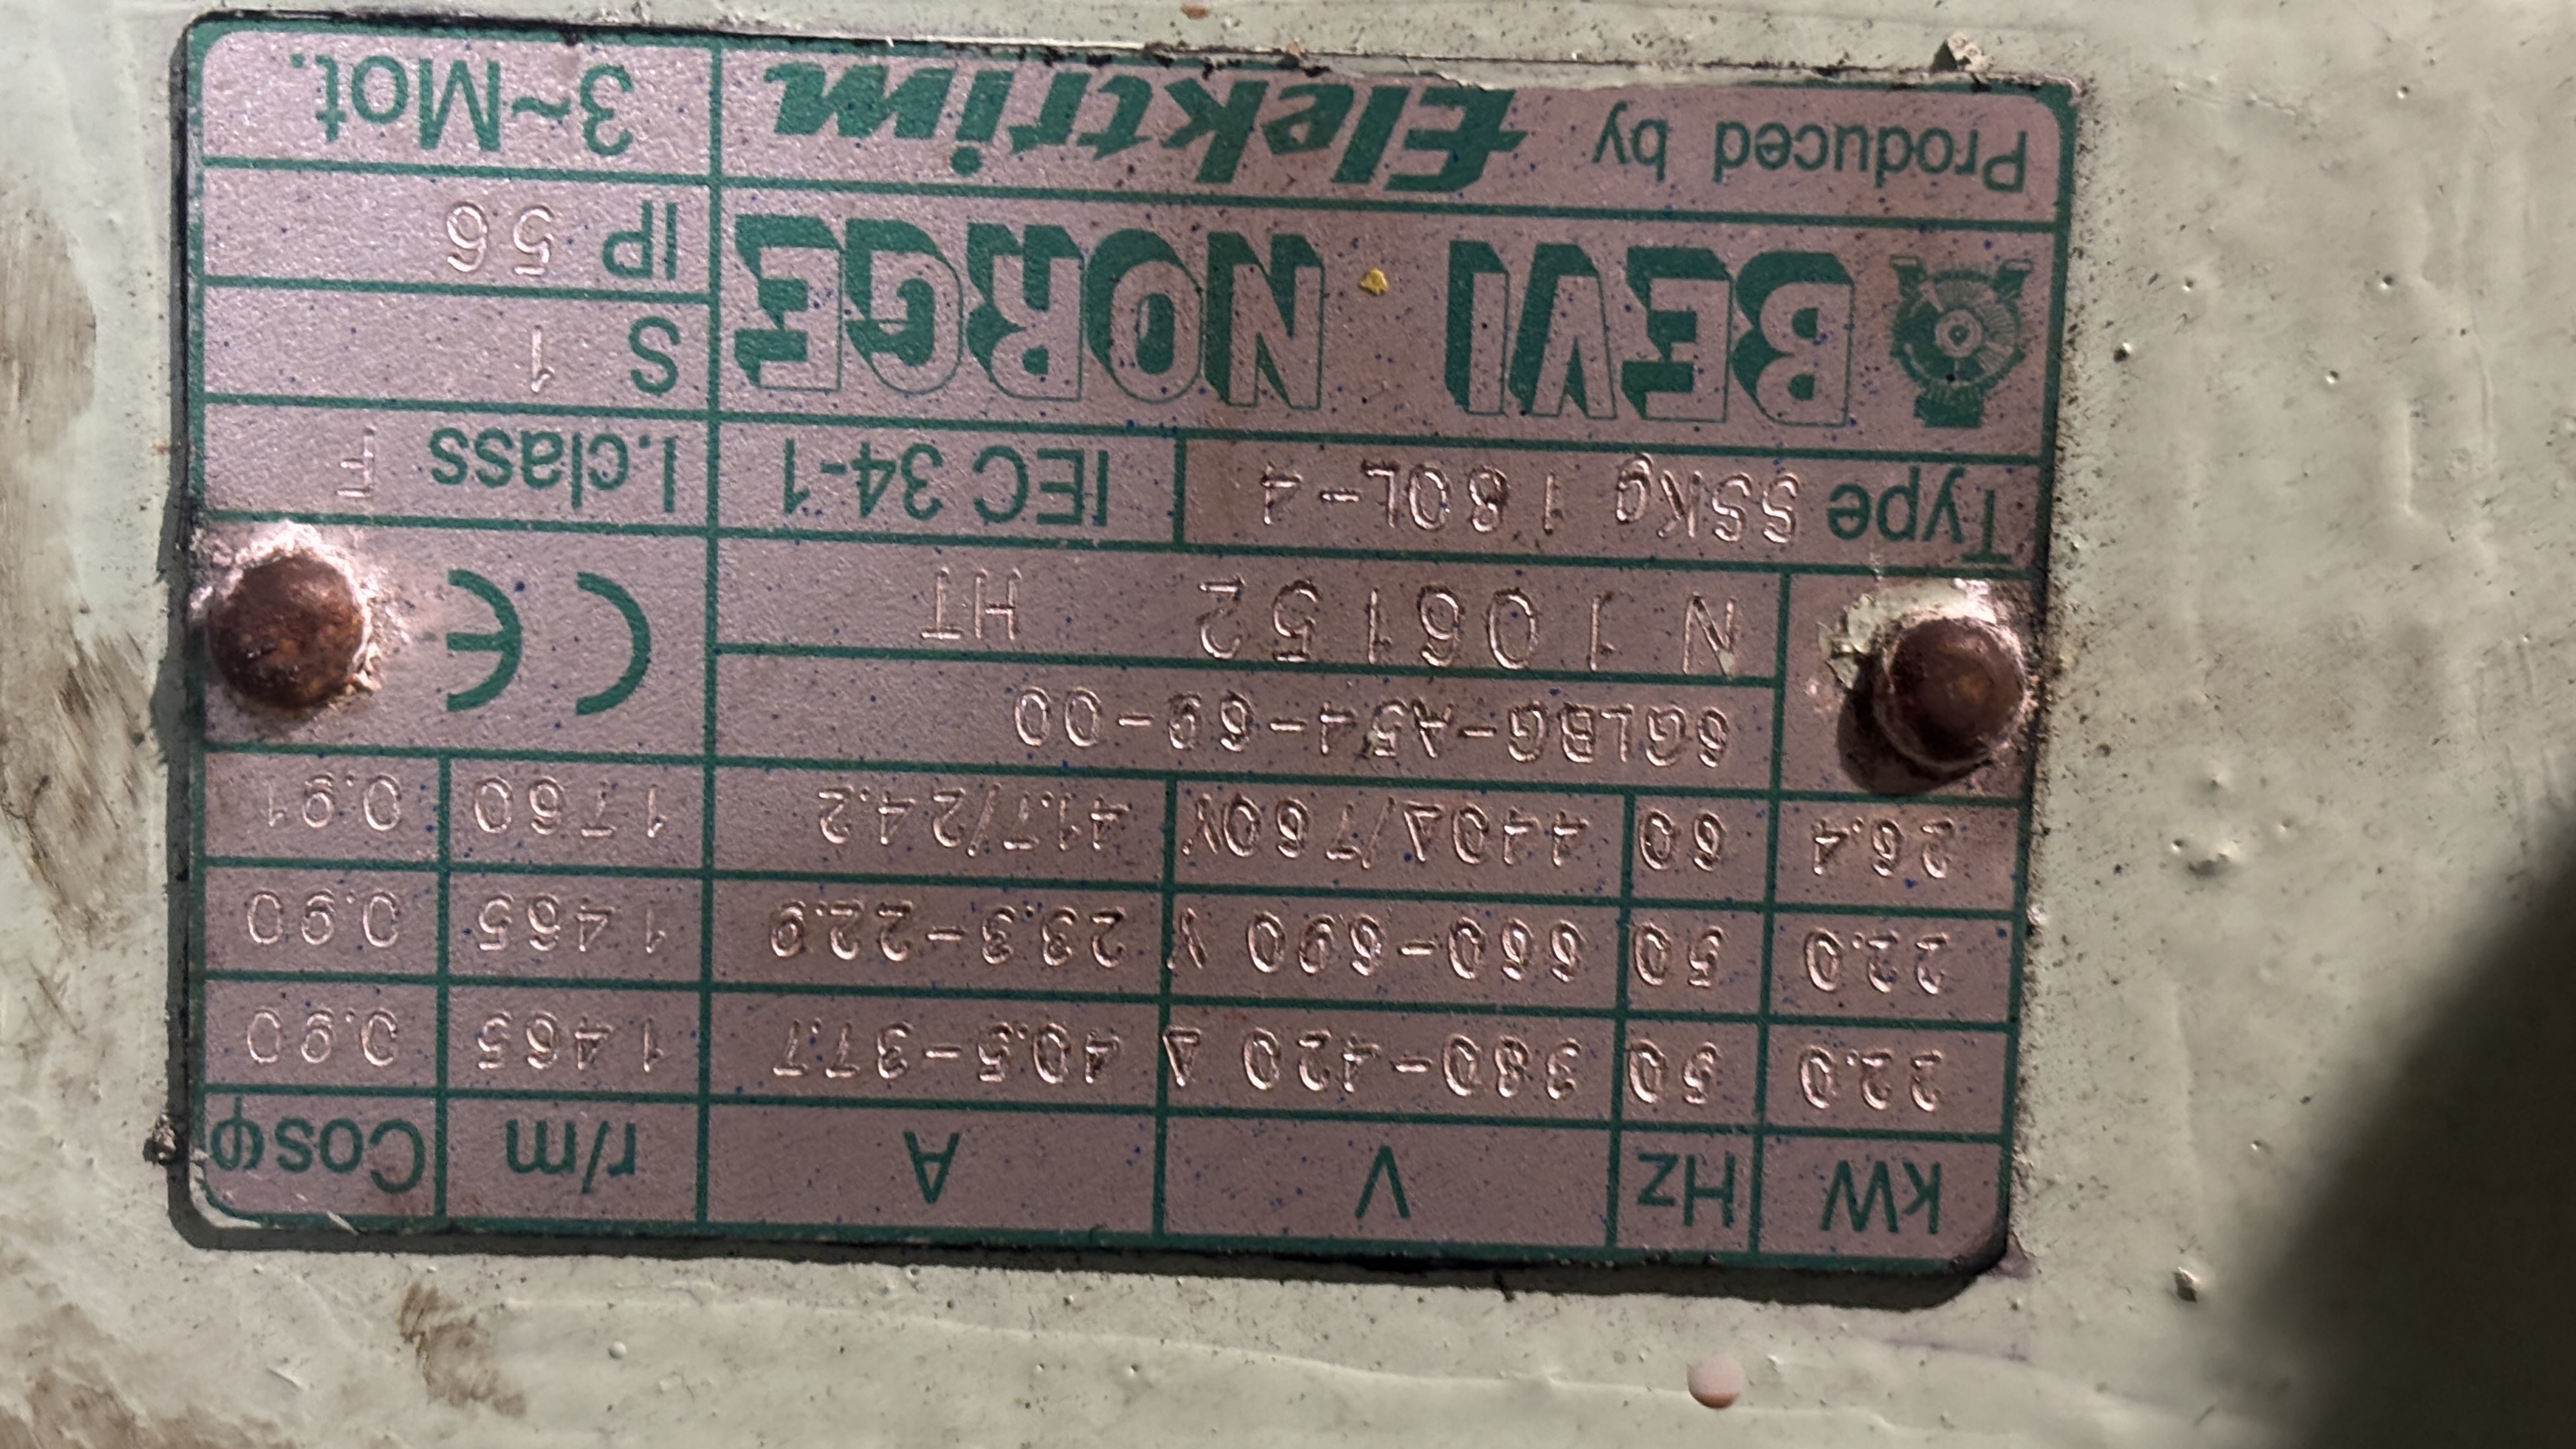 Produced by Elektrim 3~Mot.
BEVI NORGE IP 56
S 1
Type 5SKg 180L-4 IEC 34-1 I.class F
N 106152 HT CE
6GLBG-A54-69-00
26.4 60 440Δ/760Y 41.7/24.2 1760 0.91
22.0 50 660-690 Y 23.3-22.9 1465 0.90
22.0 50 380-420 Δ 40.5-37.7 1465 0.90
kW Hz V A r/m Cosφ